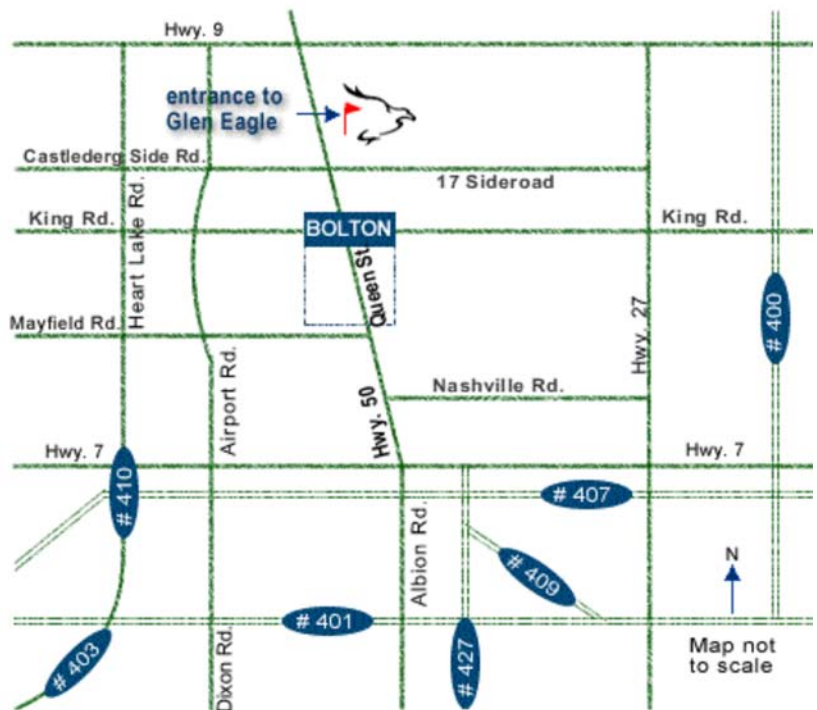 Hwy. 9
entrance to
Glen Eagle
Castlederg Side Rd.
17 Sideroad
Heart Lake Rd.
King Rd.
BOLTON
King Rd.
Queen St.
# 400
Mayfield Rd.
Hwy. 27
Airport Rd.
Hwy. 50
Nashville Rd.
Hwy. 7
Hwy. 7
# 410
# 407
Albion Rd.
# 409
N
# 401
Dixon Rd.
# 403
# 427
Map not
to scale